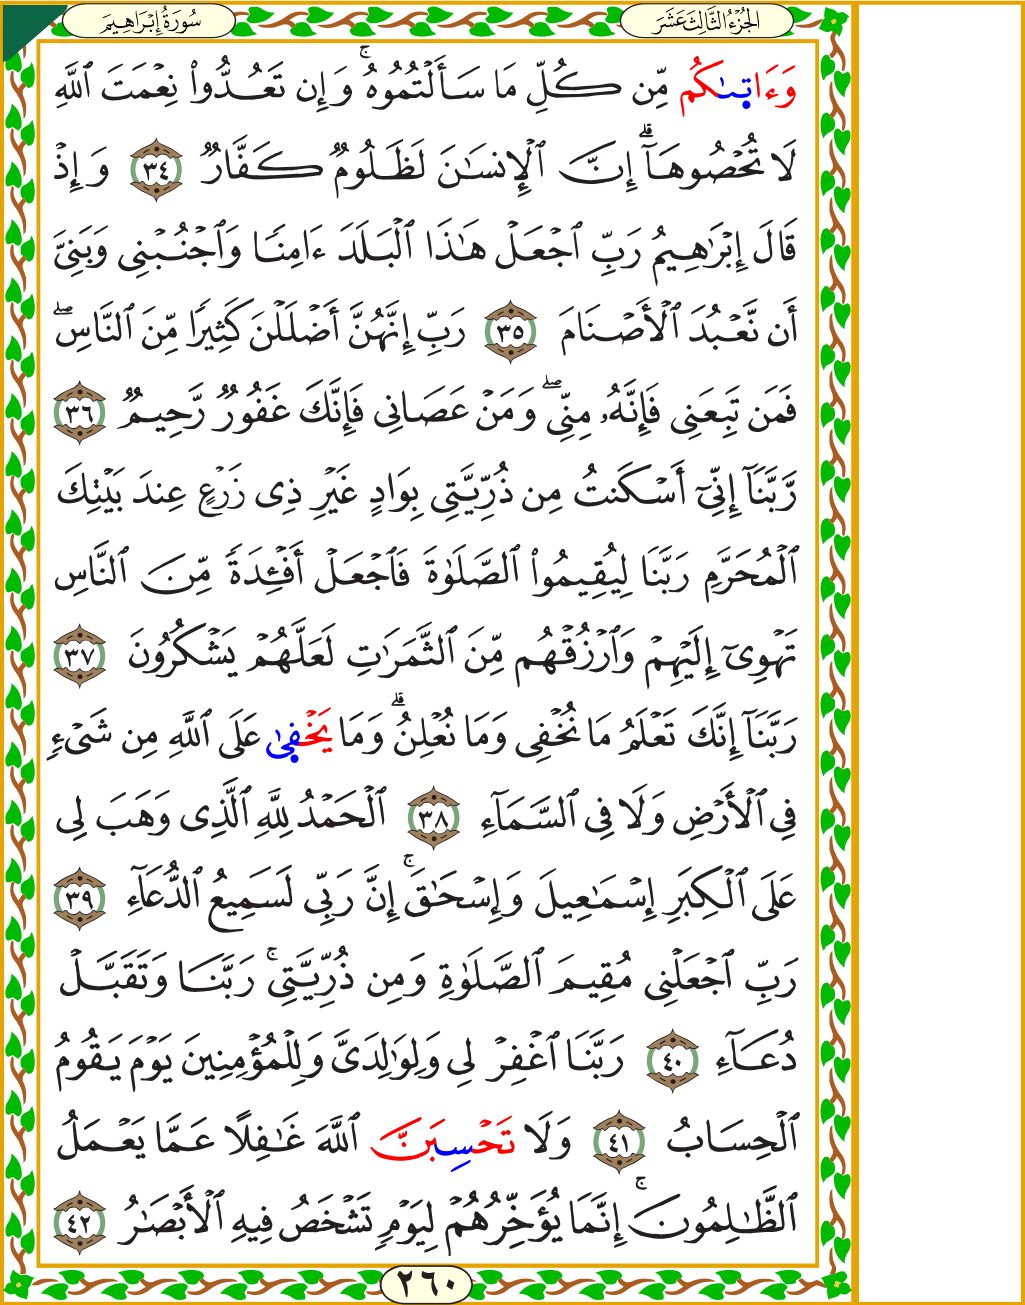 سُورَةُ إِبْرَاهِيمَ
الجُزْءُ الثَّالِثَ عَشَرَ
وَءَاتىٰكُم مِّن كُلِّ مَا سَأَلْتُمُوهُۚ وَإِن تَعُدُّوا۟ نِعْمَتَ ٱللَّهِ
لَا تُحْصُوهَآۗ إِنَّ ٱلْإِنسَـٰنَ لَظَلُومٌ كَفَّارٌ ٣٤ وَإِذْ
قَالَ إِبْرَٰهِيمُ رَبِّ ٱجْعَلْ هَـٰذَا ٱلْبَلَدَ ءَامِنًا وَٱجْنُبْنِى وَبَنِىَّ
أَن نَّعْبُدَ ٱلْأَصْنَامَ ٣٥ رَبِّ إِنَّهُنَّ أَضْلَلْنَ كَثِيرًا مِّنَ ٱلنَّاسِۖ
فَمَن تَبِعَنِى فَإِنَّهُۥ مِنِّىۖ وَمَنْ عَصَانِى فَإِنَّكَ غَفُورٌ رَّحِيمٌ ٣٦
رَّبَّنَآ إِنِّىٓ أَسْكَنتُ مِن ذُرِّيَّتِى بِوَادٍ غَيْرِ ذِى زَرْعٍ عِندَ بَيْتِكَ
ٱلْمُحَرَّمِ رَبَّنَا لِيُقِيمُوا۟ ٱلصَّلَوٰةَ فَٱجْعَلْ أَفْـِٔدَةً مِّنَ ٱلنَّاسِ
تَهْوِىٓ إِلَيْهِمْ وَٱرْزُقْهُم مِّنَ ٱلثَّمَرَٰتِ لَعَلَّهُمْ يَشْكُرُونَ ٣٧
رَبَّنَآ إِنَّكَ تَعْلَمُ مَا نُخْفِى وَمَا نُعْلِنُۗ وَمَا يَخْفىٰ عَلَى ٱللَّهِ مِن شَىْءٍ
فِى ٱلْأَرْضِ وَلَا فِى ٱلسَّمَآءِ ٣٨ ٱلْحَمْدُ لِلَّهِ ٱلَّذِى وَهَبَ لِى
عَلَى ٱلْكِبَرِ إِسْمَـٰعِيلَ وَإِسْحَـٰقَۚ إِنَّ رَبِّى لَسَمِيعُ ٱلدُّعَآءِ ٣٩
رَبِّ ٱجْعَلْنِى مُقِيمَ ٱلصَّلَوٰةِ وَمِن ذُرِّيَّتِىۚ رَبَّنَا وَتَقَبَّلْ
دُعَآءِ ٤٠ رَبَّنَا ٱغْفِرْ لِى وَلِوَٰلِدَىَّ وَلِلْمُؤْمِنِينَ يَوْمَ يَقُومُ
ٱلْحِسَابُ ٤١ وَلَا تَحْسِبَنَّ ٱللَّهَ غَـٰفِلًا عَمَّا يَعْمَلُ
ٱلظَّـٰلِمُونَۚ إِنَّمَا يُؤَخِّرُهُمْ لِيَوْمٍ تَشْخَصُ فِيهِ ٱلْأَبْصَـٰرُ ٤٢
٢٦٠